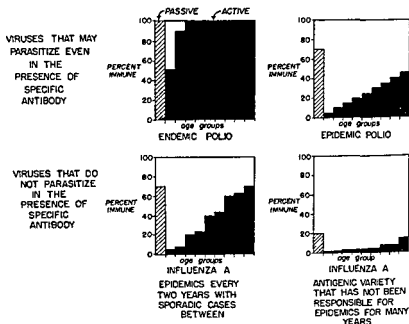 VIRUSES THAT MAY
PARASITIZE EVEN
IN THE
PRESENCE OF
SPECIFIC
ANTIBODY
PASSIVE
ACTIVE
PERCENT
IMMUNE
100
80
60
40
20
0
age groups
ENDEMIC POLIO
PERCENT
IMMUNE
100
80
60
40
20
0
age groups
EPIDEMIC POLIO
VIRUSES THAT DO
NOT PARASITIZE
IN THE
PRESENCE OF
SPECIFIC
ANTIBODY
PERCENT
IMMUNE
100
80
60
40
20
0
age groups
INFLUENZA A
EPIDEMICS EVERY
TWO YEARS WITH
SPORADIC CASES
BETWEEN
PERCENT
IMMUNE
100
80
60
40
20
0
age groups
INFLUENZA A
ANTIGENIC VARIETY
THAT HAS NOT BEEN
RESPONSIBLE FOR
EPIDEMICS FOR MANY
YEARS